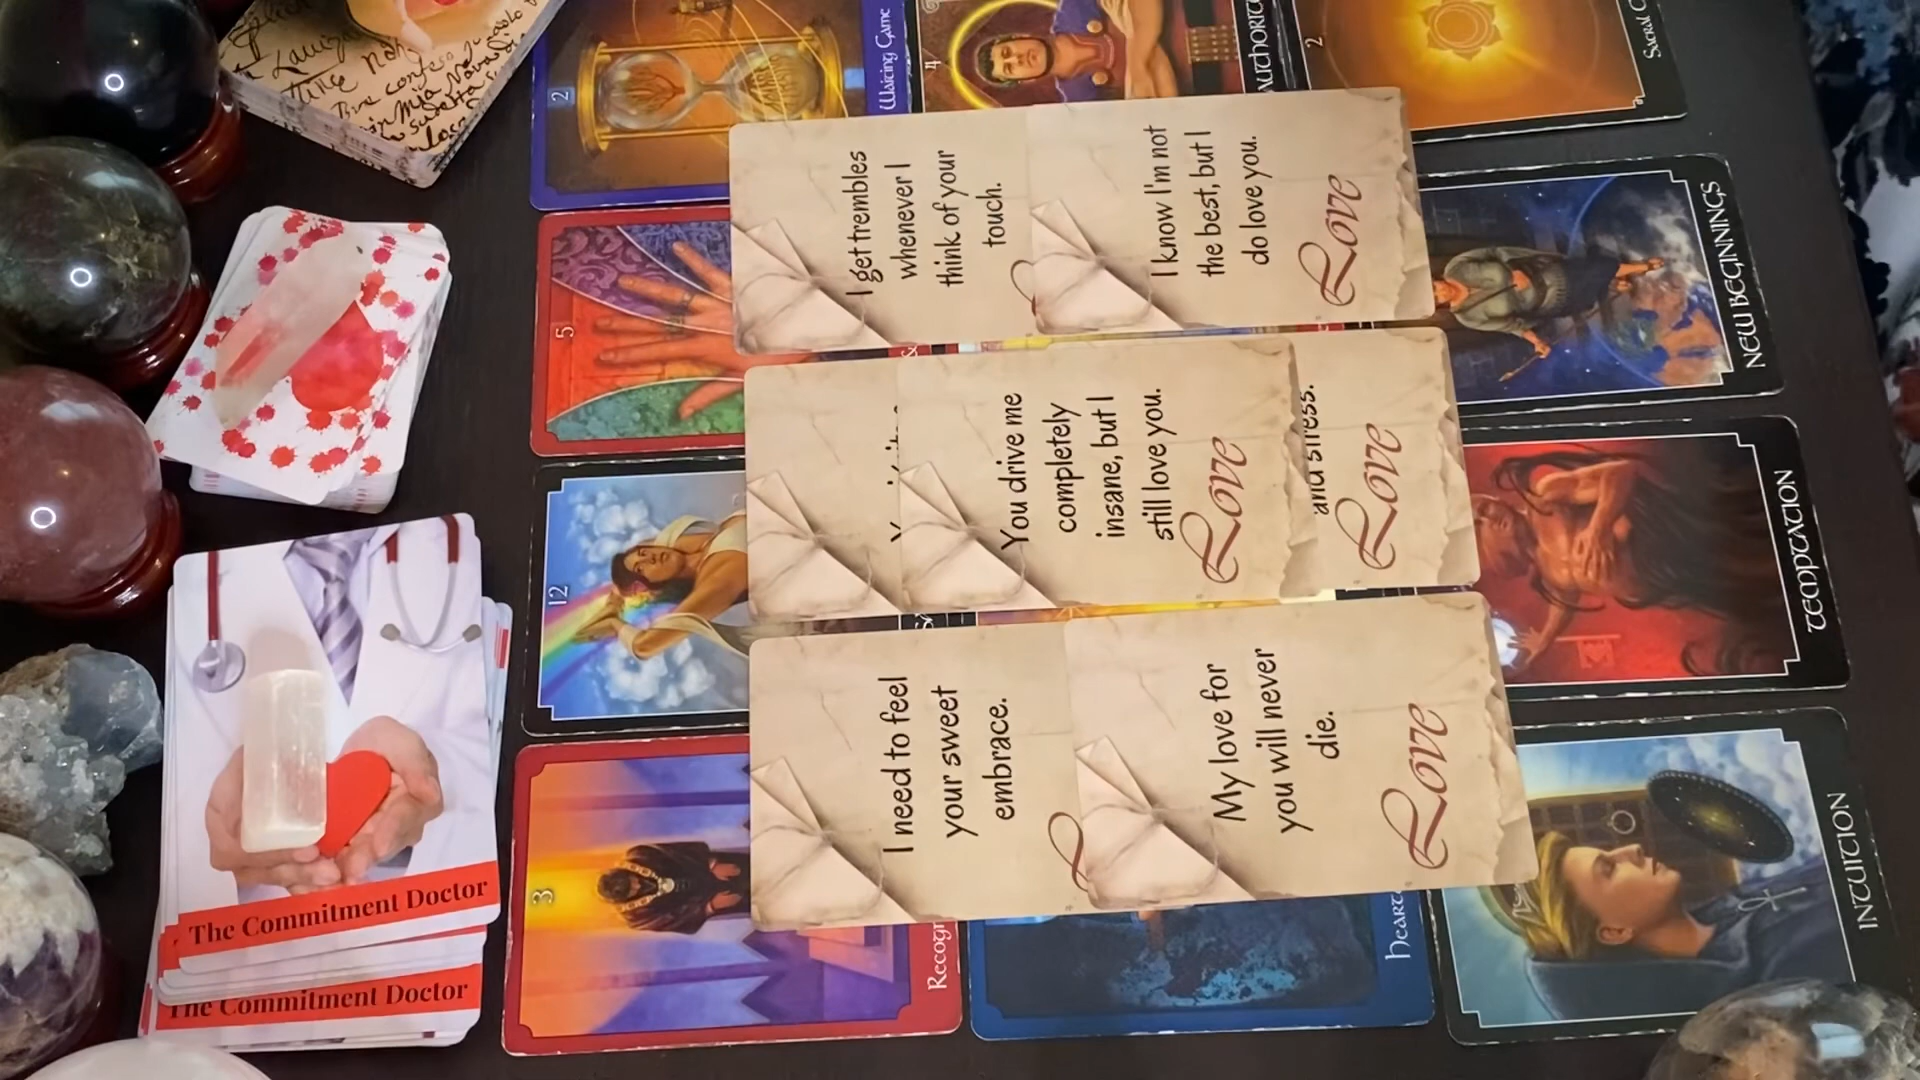 2
Waiting Game
4
Authority
2
Sacral
I get trembles
whenever I
think of your
touch.
I know I'm not
the best, but I
do love you.
Love
5
NEW BEGINNINGS
You drive me
completely
insane, but I
still love you.
Love
and stress.
Love
12
TEMPTATION
I need to feel
your sweet
embrace.
My love for
you will never
die.
Love
3
INTUITION
The Commitment Doctor
The Commitment Doctor